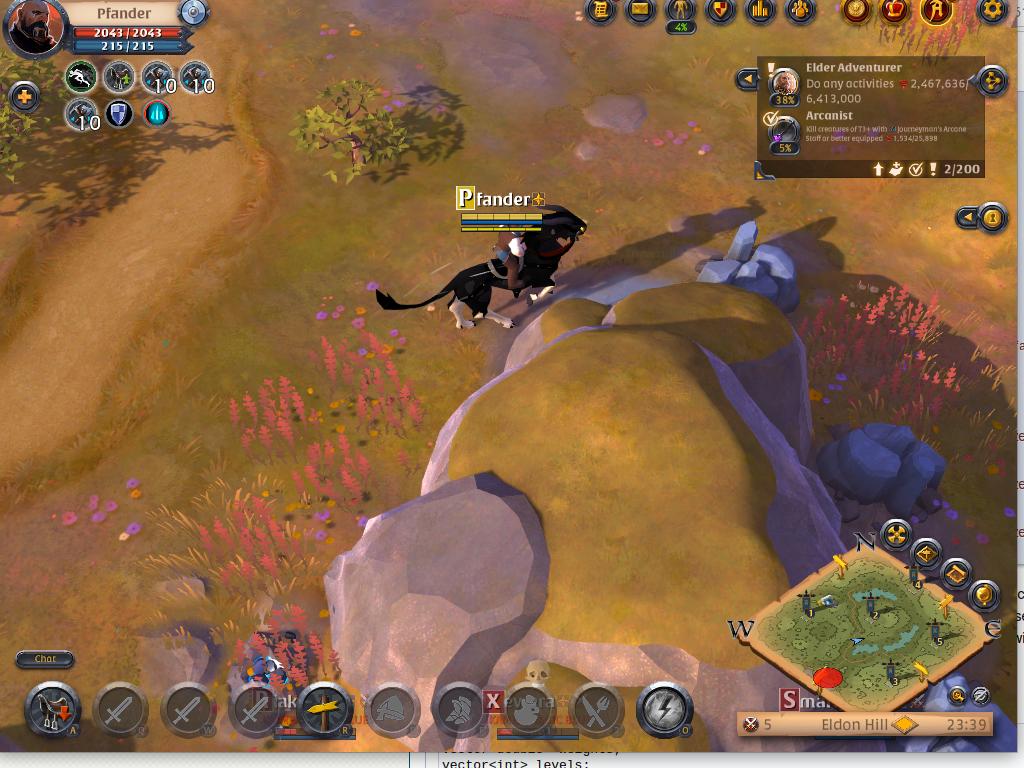 Pfander
2043/2043
215/215
10
10
10
4%
Elder Adventurer
Do any activities 2,467,636/
6,413,000
38%
Arcanist
Kill creatures of T3+ with Journeyman's Arcane
Staff or better equipped 1,534/25,898
5%
2/200
1
Pfander
N
W
E
1
2
3
4
5
Chat
A
Q
W
R
O
X
Sma
5
Eldon Hill
23:39
vector<int> levels;